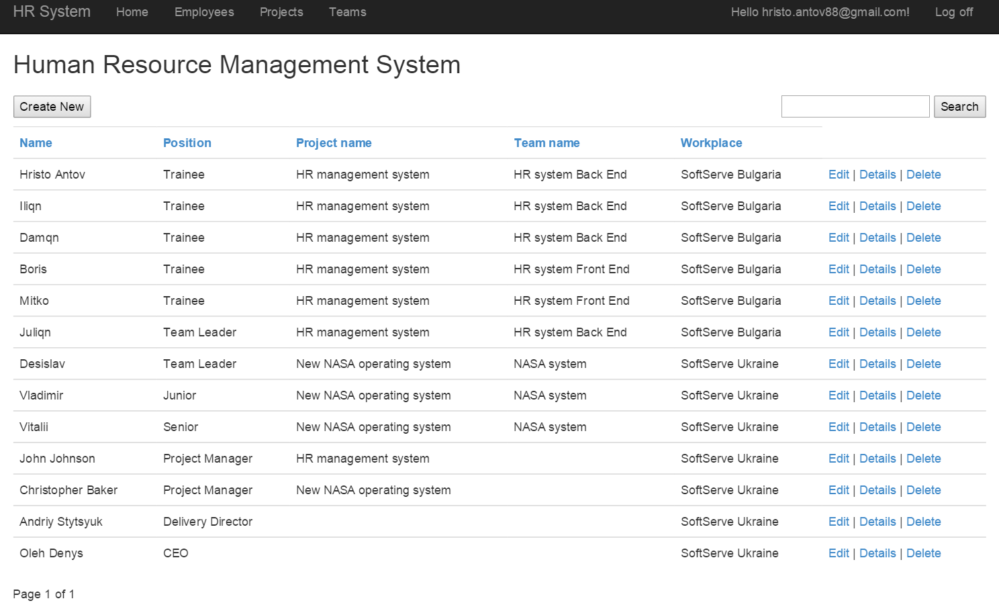 HR System Home Employees Projects Teams Hello hristo.antov88@gmail.com! Log off
Human Resource Management System
Create New Search
Name Position Project name Team name Workplace
Hristo Antov Trainee HR management system HR system Back End SoftServe Bulgaria Edit | Details | Delete
Iliqn Trainee HR management system HR system Back End SoftServe Bulgaria Edit | Details | Delete
Damqn Trainee HR management system HR system Back End SoftServe Bulgaria Edit | Details | Delete
Boris Trainee HR management system HR system Front End SoftServe Bulgaria Edit | Details | Delete
Mitko Trainee HR management system HR system Front End SoftServe Bulgaria Edit | Details | Delete
Juliqn Team Leader HR management system HR system Back End SoftServe Bulgaria Edit | Details | Delete
Desislav Team Leader New NASA operating system NASA system SoftServe Ukraine Edit | Details | Delete
Vladimir Junior New NASA operating system NASA system SoftServe Ukraine Edit | Details | Delete
Vitalii Senior New NASA operating system NASA system SoftServe Ukraine Edit | Details | Delete
John Johnson Project Manager HR management system SoftServe Ukraine Edit | Details | Delete
Christopher Baker Project Manager New NASA operating system SoftServe Ukraine Edit | Details | Delete
Andriy Stytsyuk Delivery Director SoftServe Ukraine Edit | Details | Delete
Oleh Denys CEO SoftServe Ukraine Edit | Details | Delete
Page 1 of 1